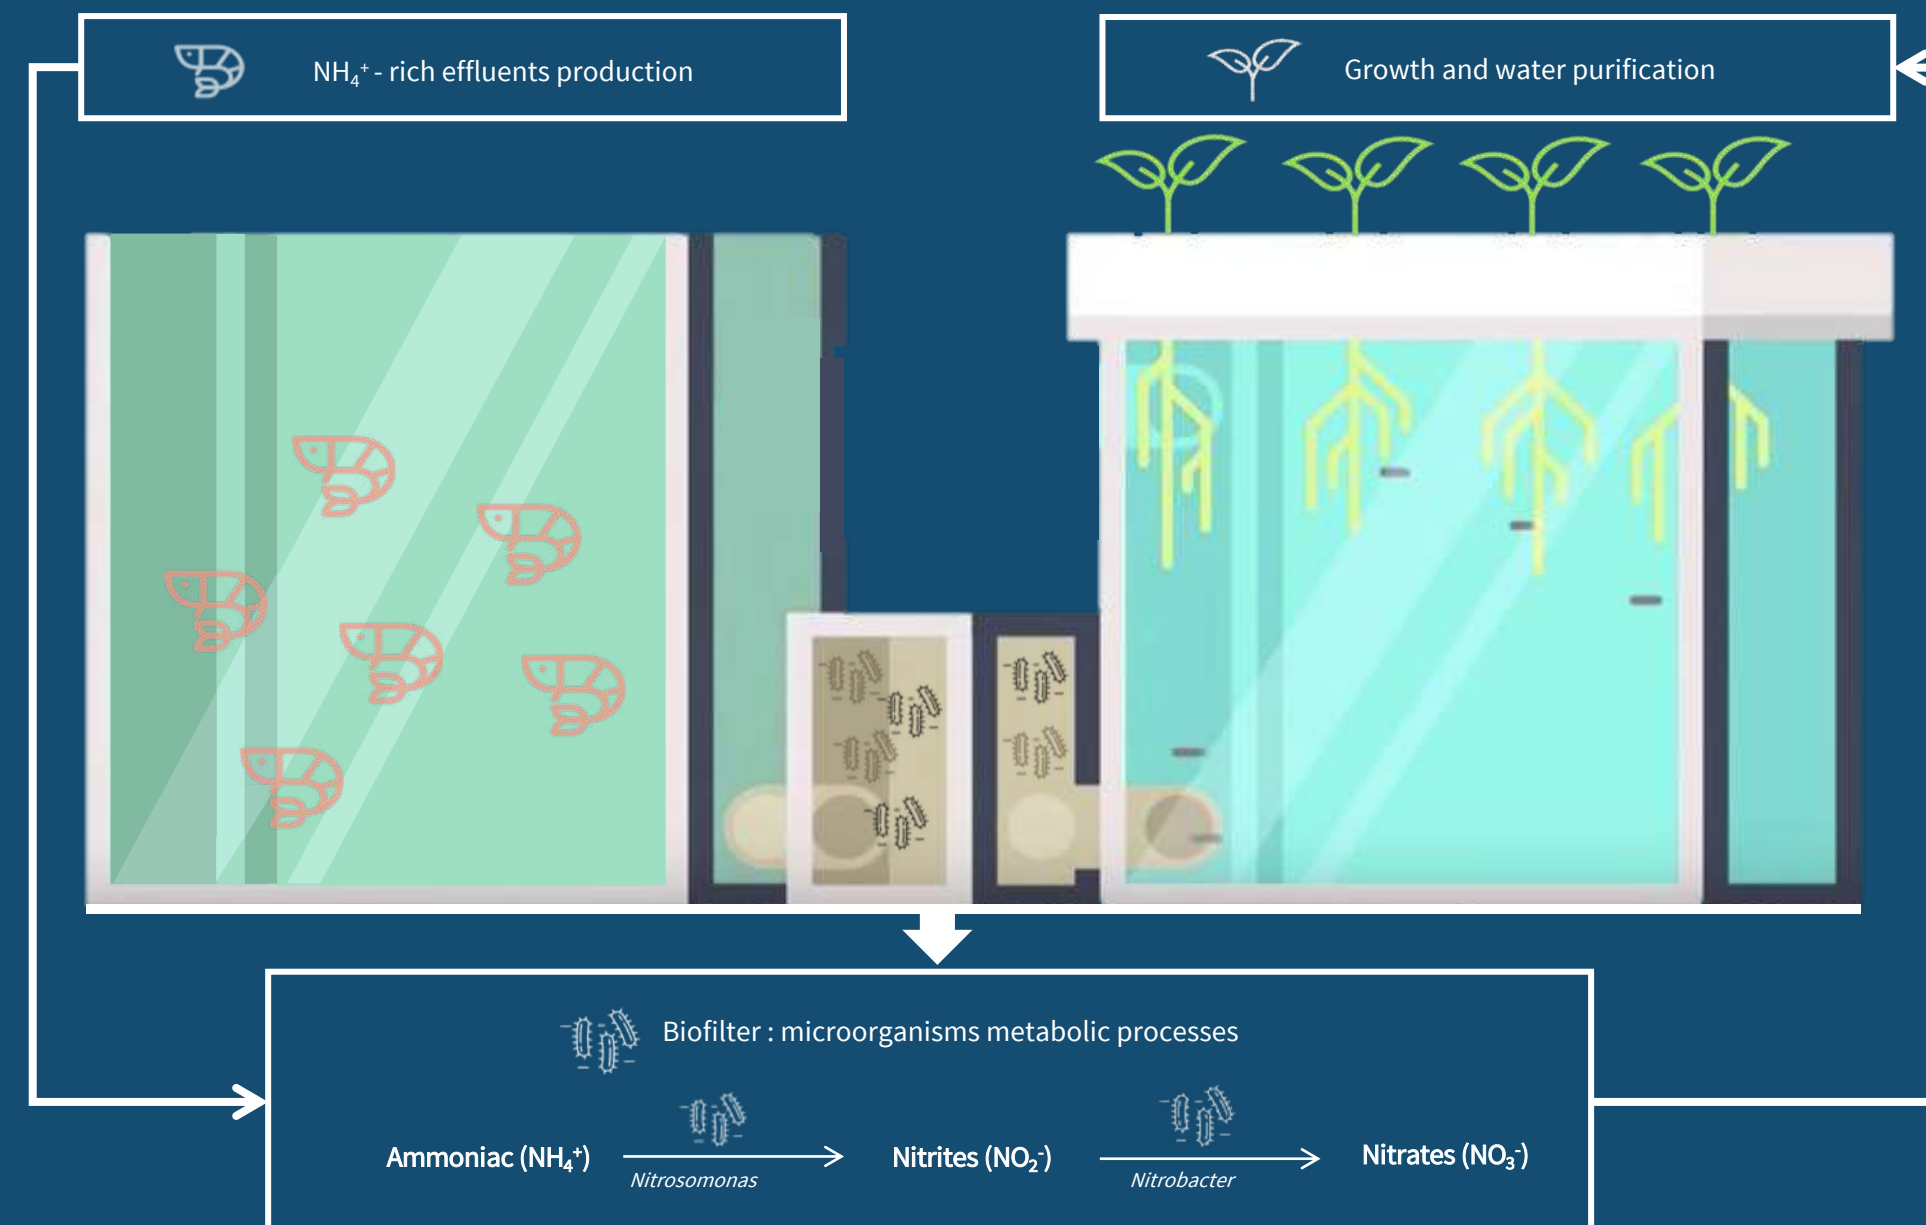 NH₄⁺ - rich effluents production
Growth and water purification
Biofilter : microorganisms metabolic processes
Ammoniac (NH₄⁺)
Nitrosomonas
Nitrites (NO₂⁻)
Nitrobacter
Nitrates (NO₃⁻)